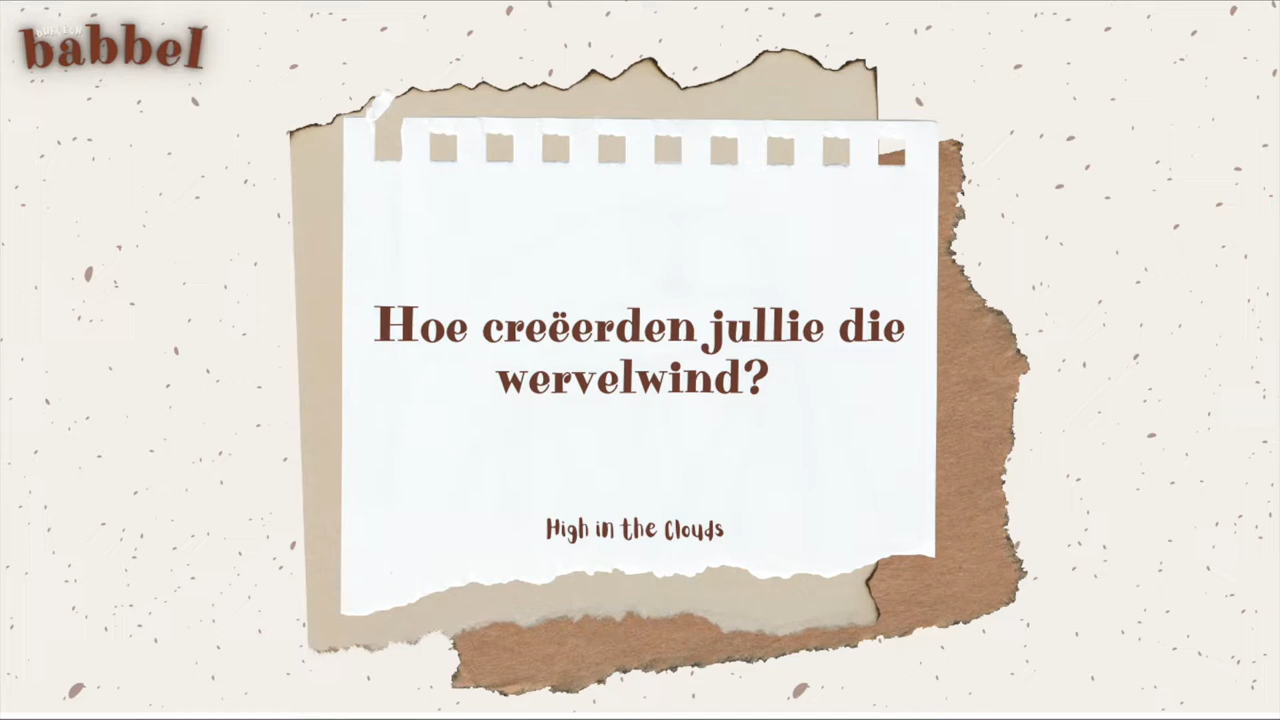 babbel
Hoe creëerden jullie die
wervelwind?
High in the Clouds